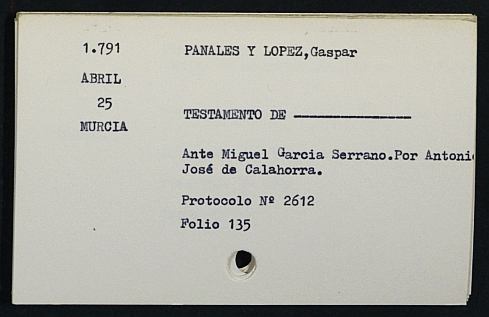 1.791
ABRIL
25
MURCIA
PANALES Y LOPEZ,Gaspar
TESTAMENTO DE ————————
Ante Miguel Garcia Serrano.Por Antoni
José de Calahorra.
Protocolo Nº 2612
Folio 135